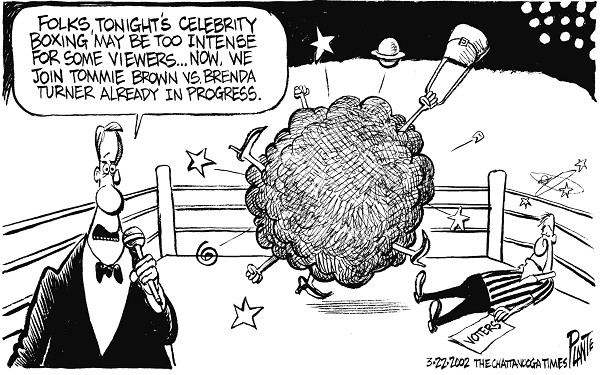 FOLKS, TONIGHT'S CELEBRITY
BOXING MAY BE TOO INTENSE
FOR SOME VIEWERS... NOW, WE
JOIN TOMMIE BROWN VS. BRENDA
TURNER ALREADY IN PROGRESS.
B
VOTERS
3-22-2002 THE CHATTANOOGA TIMES
PLANTE